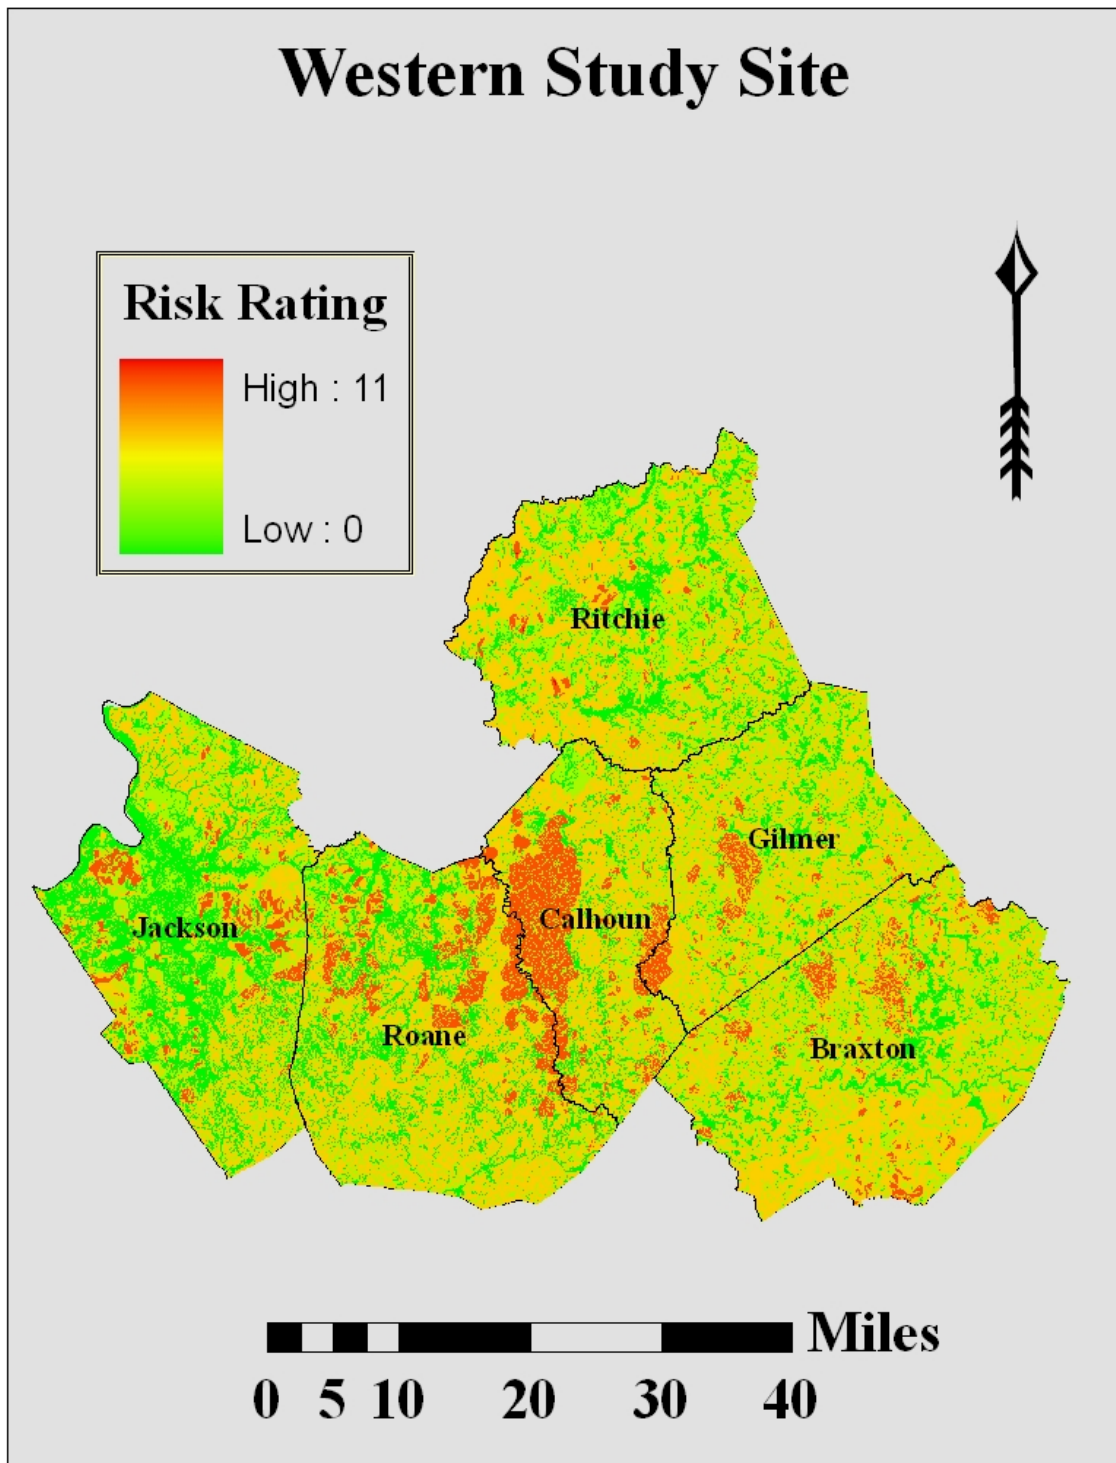 Western Study Site
Risk Rating
High : 11
Low : 0
Ritchie
Gilmer
Calhoun
Jackson
Roane
Braxton
Miles
0 5 10 20 30 40